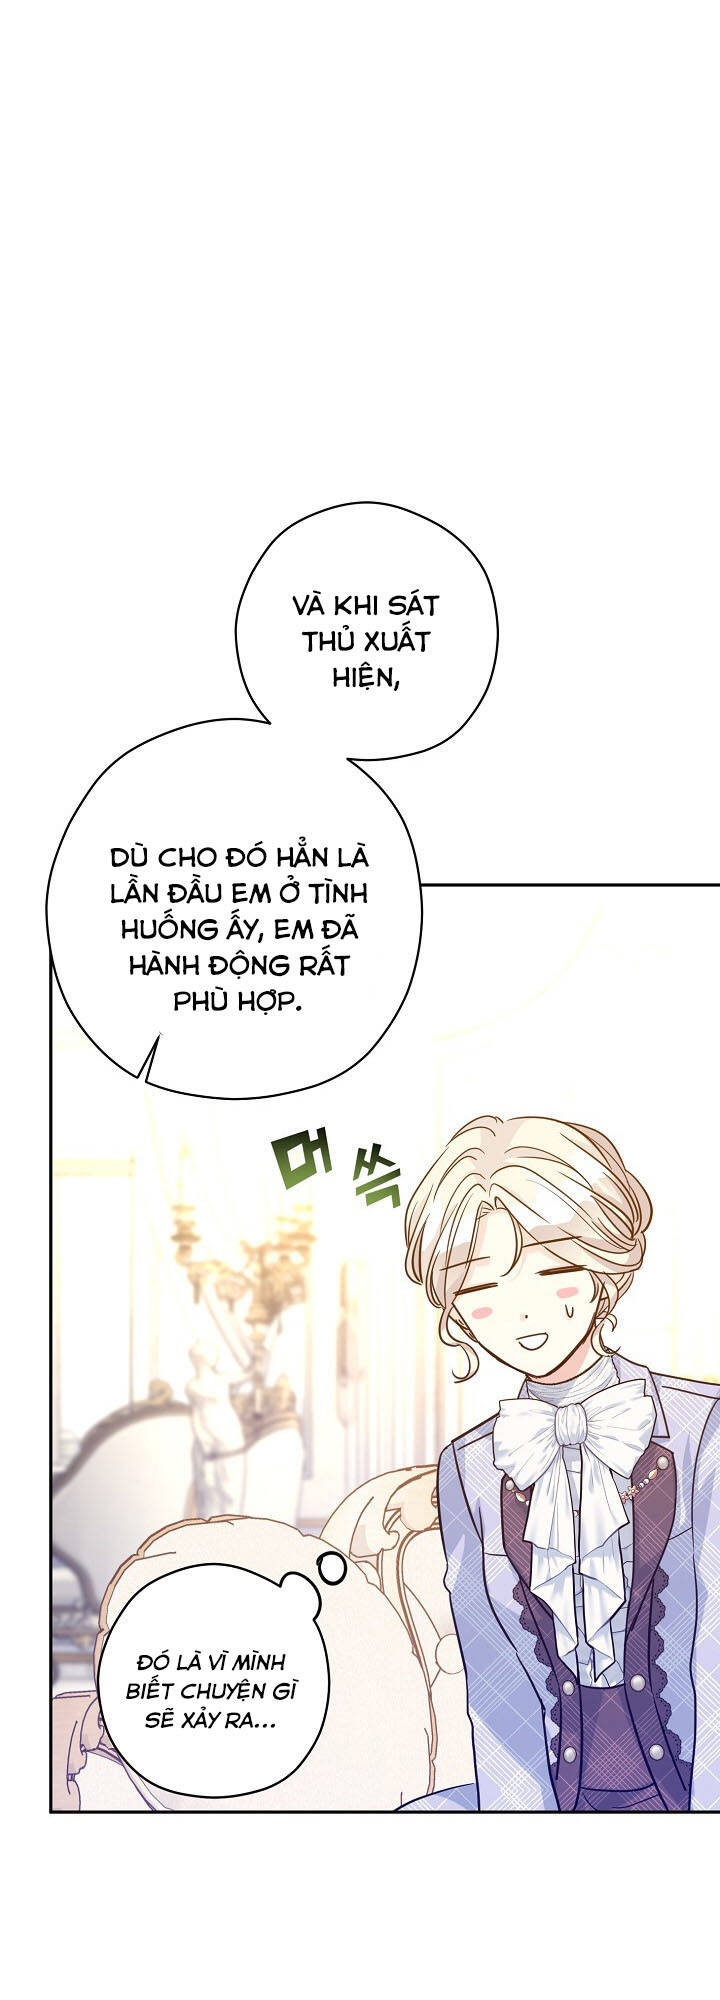 VÀ KHI SÁT
THỦ XUẤT
HIỆN,
DÙ CHO ĐÓ HẲN LÀ
LẦN ĐẦU EM Ở TÌNH
HUỐNG ẤY, EM ĐÃ
HÀNH ĐỘNG RẤT
PHÙ HỢP.
머쓱
ĐÓ LÀ VÌ MÌNH
BIẾT CHUYỆN GÌ
SẼ XẢY RA...